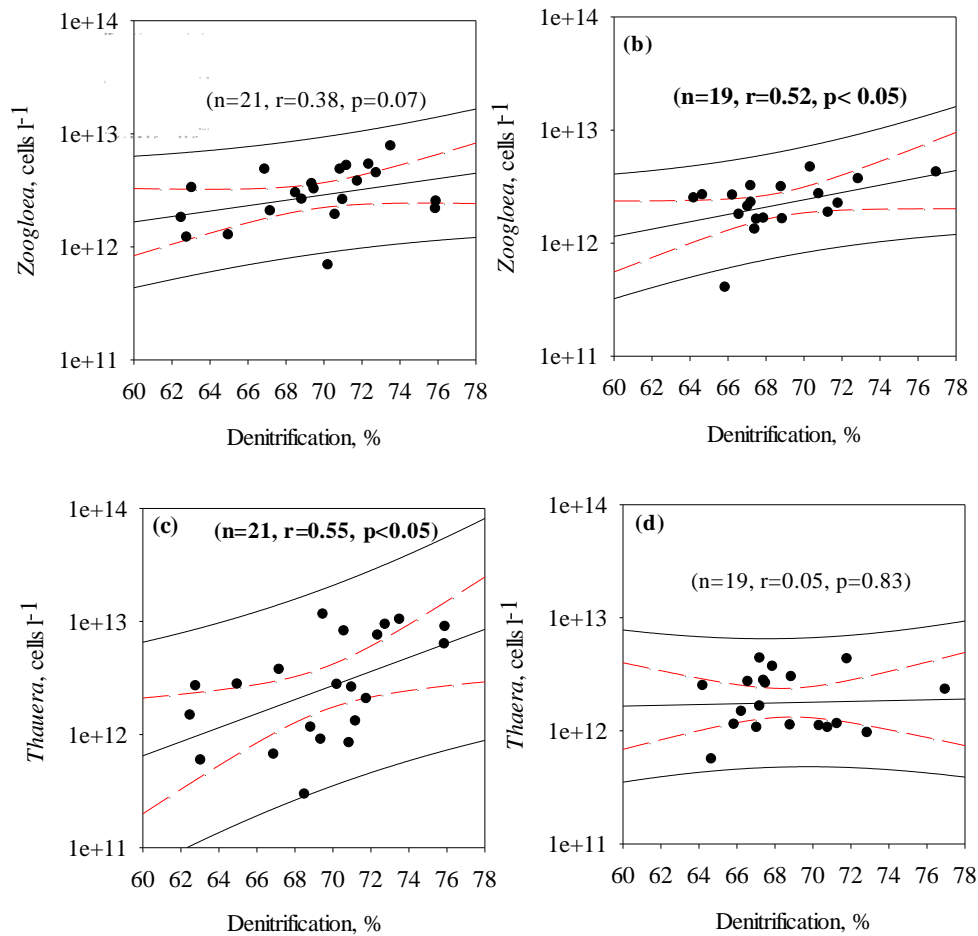 1e+14
(n=21, r=0.38, p=0.07)
1e+13
Zoogloea, cells l-1
1e+12
1e+11
60 62 64 66 68 70 72 74 76 78
Denitrification, %
1e+14
(b)
(n=19, r=0.52, p< 0.05)
1e+13
Zoogloea, cells l-1
1e+12
1e+11
60 62 64 66 68 70 72 74 76 78
Denitrification, %
1e+14
(c) (n=21, r=0.55, p<0.05)
1e+13
Thauera, cells l-1
1e+12
1e+11
60 62 64 66 68 70 72 74 76 78
Denitrification, %
1e+14
(d)
(n=19, r=0.05, p=0.83)
1e+13
Thaera, cells l-1
1e+12
1e+11
60 62 64 66 68 70 72 74 76 78
Denitrification, %